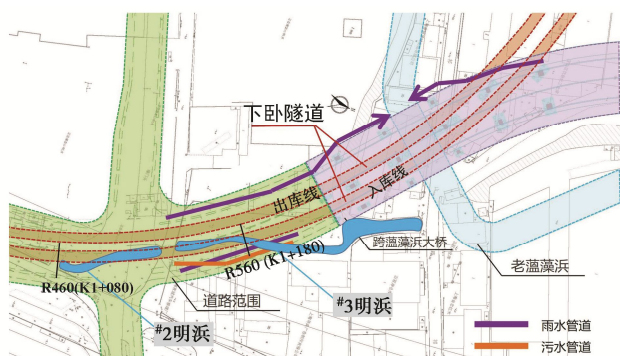 下卧隧道
出库线
入库线
R460(K1+080)
R560 (K1+180)
跨蕰藻浜大桥
老蕰藻浜
道路范围
#2明浜
#3明浜
雨水管道
污水管道